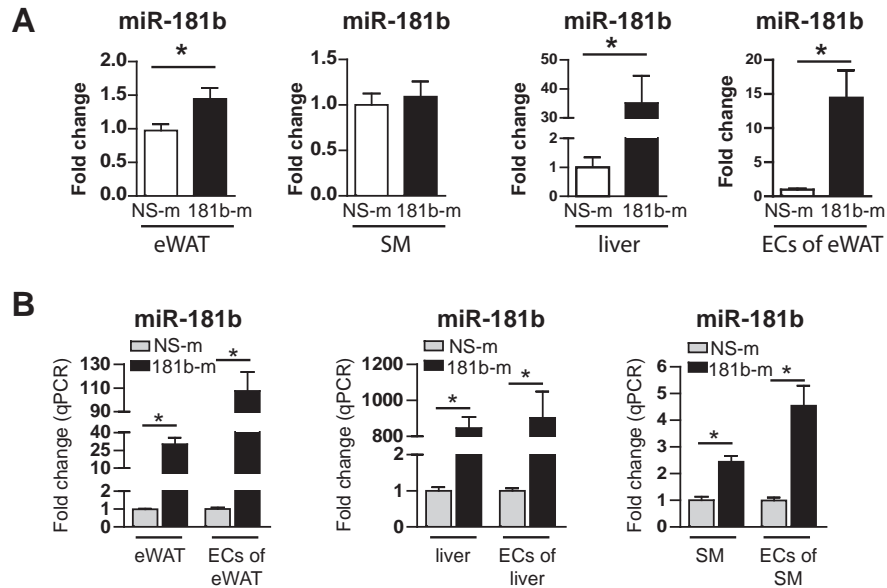 A
miR-181b
miR-181b
miR-181b
miR-181b
Fold change
2.0
1.5
1.0
0.5
0.0
*
NS-m 181b-m
eWAT
Fold change
1.5
1.0
0.5
0.0
NS-m 181b-m
SM
Fold change
50
40
30
2
1
0
*
NS-m 181b-m
liver
Fold change
20
15
10
5
0
*
NS-m 181b-m
ECs of eWAT
B
miR-181b
miR-181b
miR-181b
Fold change (qPCR)
130
110
90
40
25
2
1
0
NS-m
181b-m
*
*
eWAT
ECs of
eWAT
Fold change (qPCR)
1200
1000
800
2
1
0
NS-m
181b-m
*
*
liver
ECs of
liver
Fold change (qPCR)
6
5
4
3
2
1
0
NS-m
181b-m
*
*
SM
ECs of
SM